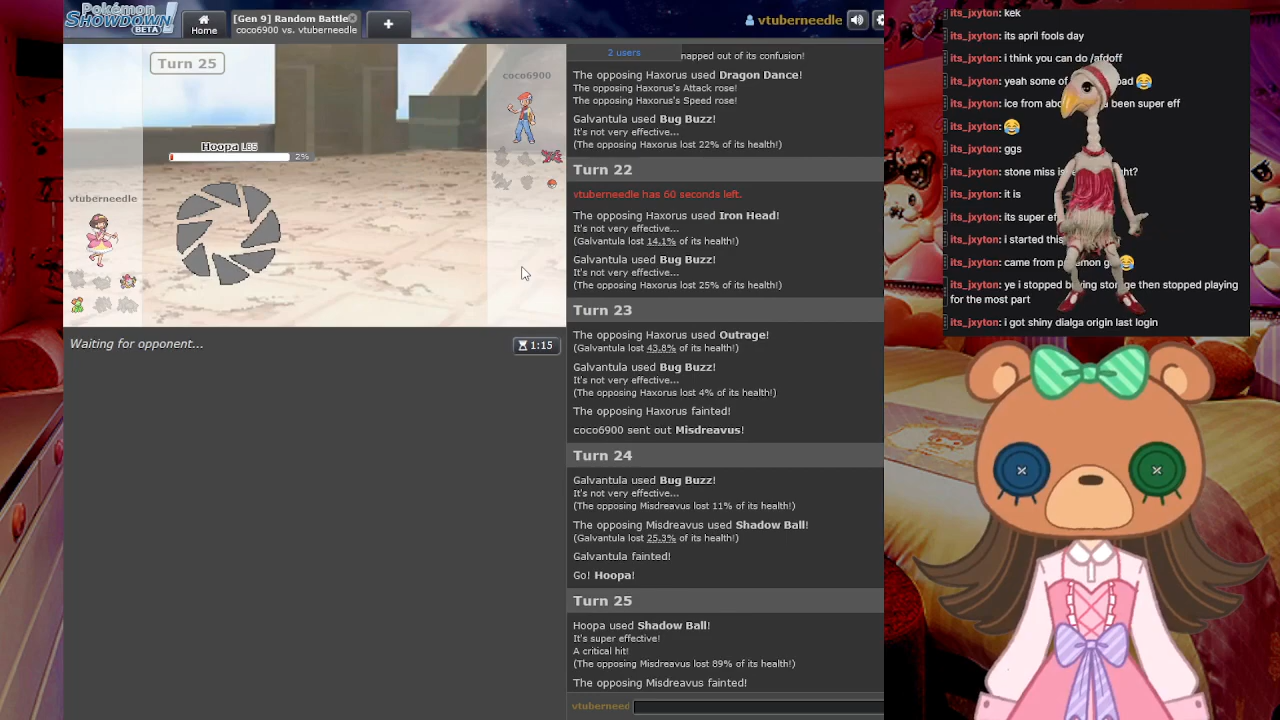 Pokémon
SHOWDOWN!
BETA
Home
[Gen 9] Random Battle
coco6900 vs. vtuberneedle
vtuberneedle
Turn 25
coco6900
Hoopa L85
2%
vtuberneedle
Waiting for opponent...
1:15
2 users
napped out of its confusion!
The opposing Haxorus used Dragon Dance!
The opposing Haxorus's Attack rose!
The opposing Haxorus's Speed rose!
Galvantula used Bug Buzz!
It's not very effective...
(The opposing Haxorus lost 22% of its health!)
Turn 22
vtuberneedle has 60 seconds left.
The opposing Haxorus used Iron Head!
It's not very effective...
(Galvantula lost 14.1% of its health!)
Galvantula used Bug Buzz!
It's not very effective...
(The opposing Haxorus lost 25% of its health!)
Turn 23
The opposing Haxorus used Outrage!
(Galvantula lost 43.8% of its health!)
Galvantula used Bug Buzz!
It's not very effective...
(The opposing Haxorus lost 4% of its health!)
The opposing Haxorus fainted!
coco6900 sent out Misdreavus!
Turn 24
Galvantula used Bug Buzz!
It's not very effective...
(The opposing Misdreavus lost 11% of its health!)
The opposing Misdreavus used Shadow Ball!
(Galvantula lost 25.3% of its health!)
Galvantula fainted!
Go! Hoopa!
Turn 25
Hoopa used Shadow Ball!
It's super effective!
A critical hit!
(The opposing Misdreavus lost 89% of its health!)
The opposing Misdreavus fainted!
vtuberneed
its_jxyton: kek
its_jxyton: its april fools day
its_jxyton: i think you can do /afdoff
its_jxyton: yeah some of ad 😂
its_jxyton: ice from abo been super eff
its_jxyton: 😂
its_jxyton: ggs
its_jxyton: stone miss is ht?
its_jxyton: it is
its_jxyton: its super ef
its_jxyton: i started this
its_jxyton: came from p mon g 😂
its_jxyton: ye i stopped buying storage then stopped playing
for the most part
its_jxyton: i got shiny dialga origin last login